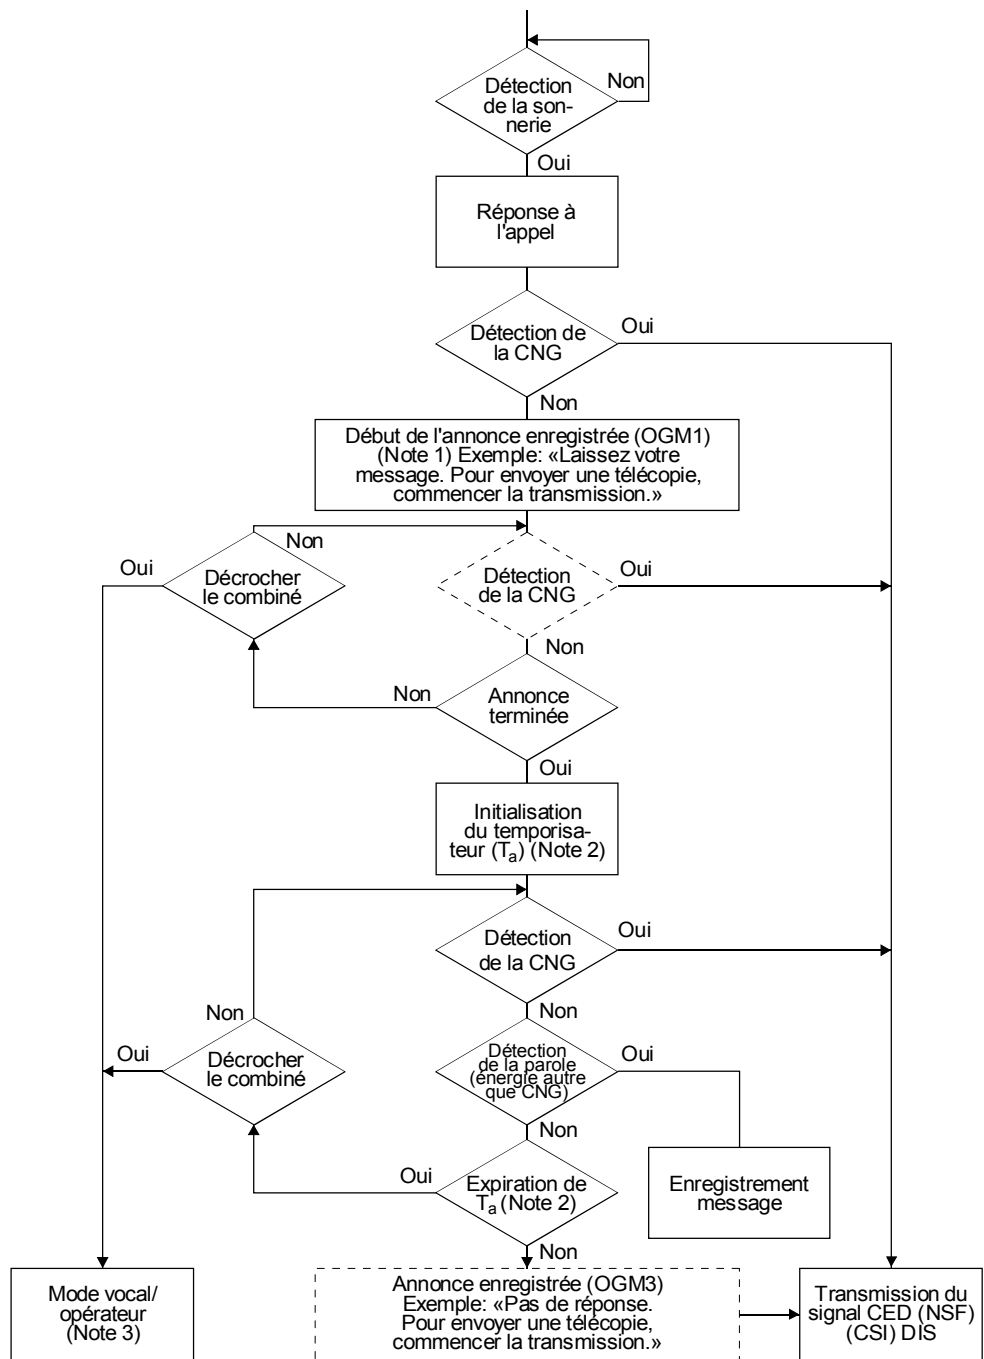 Détection
de la son-
nerie
Non
Oui
Réponse à
l'appel
Détection de
la CNG
Oui
Non
Début de l'annonce enregistrée (OGM1)
(Note 1) Exemple: «Laissez votre
message. Pour envoyer une télécopie,
commencer la transmission.»
Oui
Décrocher
le combiné
Non
Détection
de la CNG
Oui
Non
Non
Annonce
terminée
Oui
Initialisation
du temporisa-
teur (Ta) (Note 2)
Détection
de la CNG
Oui
Non
Non
Oui
Décrocher
le combiné
Détection
de la parole
(énergie autre
que CNG)
Oui
Non
Oui
Expiration de
Ta (Note 2)
Non
Enregistrement
message
Mode vocal/
opérateur
(Note 3)
Annonce enregistrée (OGM3)
Exemple: «Pas de réponse.
Pour envoyer une télécopie,
commencer la transmission.»
Transmission du
signal CED (NSF)
(CSI) DIS